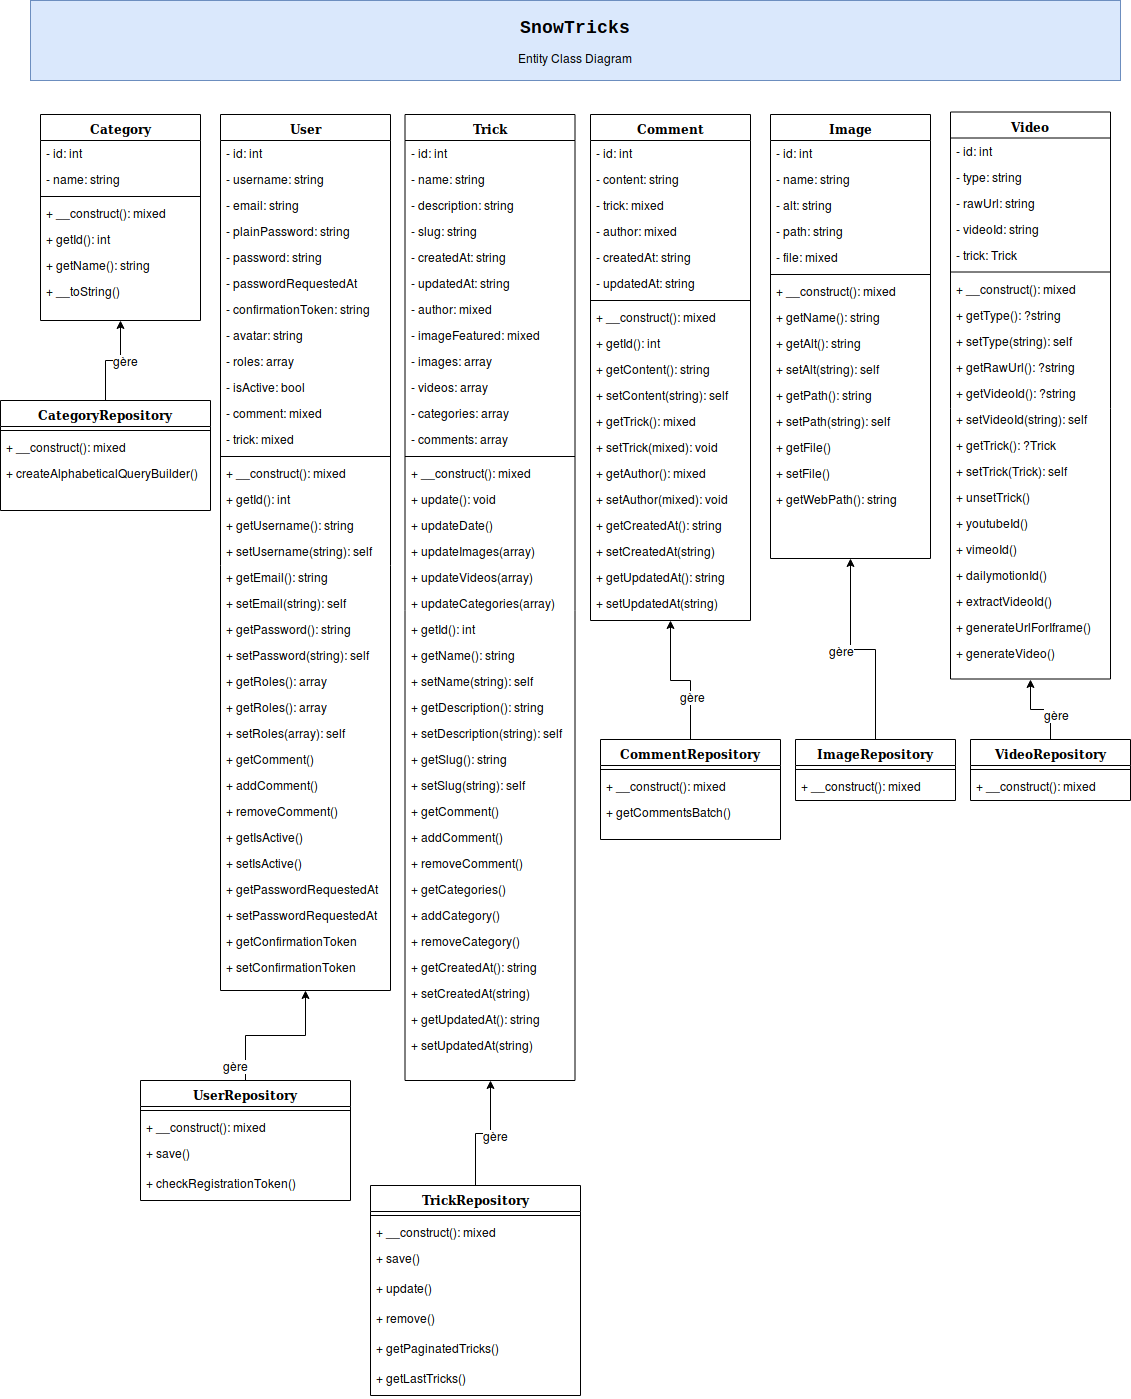 SnowTricks
Entity Class Diagram
Category
- id: int
- name: string
+ __construct(): mixed
+ getId(): int
+ getName(): string
+ __toString()
gère
CategoryRepository
+ __construct(): mixed
+ createAlphabeticalQueryBuilder()
User
- id: int
- username: string
- email: string
- plainPassword: string
- password: string
- passwordRequestedAt
- confirmationToken: string
- avatar: string
- roles: array
- isActive: bool
- comment: mixed
- trick: mixed
+ __construct(): mixed
+ getId(): int
+ getUsername(): string
+ setUsername(string): self
+ getEmail(): string
+ setEmail(string): self
+ getPassword(): string
+ setPassword(string): self
+ getRoles(): array
+ getRoles(): array
+ setRoles(array): self
+ getComment()
+ addComment()
+ removeComment()
+ getIsActive()
+ setIsActive()
+ getPasswordRequestedAt
+ setPasswordRequestedAt
+ getConfirmationToken
+ setConfirmationToken
gère
UserRepository
+ __construct(): mixed
+ save()
+ checkRegistrationToken()
Trick
- id: int
- name: string
- description: string
- slug: string
- createdAt: string
- updatedAt: string
- author: mixed
- imageFeatured: mixed
- images: array
- videos: array
- categories: array
- comments: array
+ __construct(): mixed
+ update(): void
+ updateDate()
+ updateImages(array)
+ updateVideos(array)
+ updateCategories(array)
+ getId(): int
+ getName(): string
+ setName(string): self
+ getDescription(): string
+ setDescription(string): self
+ getSlug(): string
+ setSlug(string): self
+ getComment()
+ addComment()
+ removeComment()
+ getCategories()
+ addCategory()
+ removeCategory()
+ getCreatedAt(): string
+ setCreatedAt(string)
+ getUpdatedAt(): string
+ setUpdatedAt(string)
gère
TrickRepository
+ __construct(): mixed
+ save()
+ update()
+ remove()
+ getPaginatedTricks()
+ getLastTricks()
Comment
- id: int
- content: string
- trick: mixed
- author: mixed
- createdAt: string
- updatedAt: string
+ __construct(): mixed
+ getId(): int
+ getContent(): string
+ setContent(string): self
+ getTrick(): mixed
+ setTrick(mixed): void
+ getAuthor(): mixed
+ setAuthor(mixed): void
+ getCreatedAt(): string
+ setCreatedAt(string)
+ getUpdatedAt(): string
+ setUpdatedAt(string)
gère
CommentRepository
+ __construct(): mixed
+ getCommentsBatch()
Image
- id: int
- name: string
- alt: string
- path: string
- file: mixed
+ __construct(): mixed
+ getName(): string
+ getAlt(): string
+ setAlt(string): self
+ getPath(): string
+ setPath(string): self
+ getFile()
+ setFile()
+ getWebPath(): string
gère
ImageRepository
+ __construct(): mixed
Video
- id: int
- type: string
- rawUrl: string
- videoId: string
- trick: Trick
+ __construct(): mixed
+ getType(): ?string
+ setType(string): self
+ getRawUrl(): ?string
+ getVideoId(): ?string
+ setVideoId(string): self
+ getTrick(): ?Trick
+ setTrick(Trick): self
+ unsetTrick()
+ youtubeId()
+ vimeoId()
+ dailymotionId()
+ extractVideoId()
+ generateUrlForIframe()
+ generateVideo()
gère
VideoRepository
+ __construct(): mixed